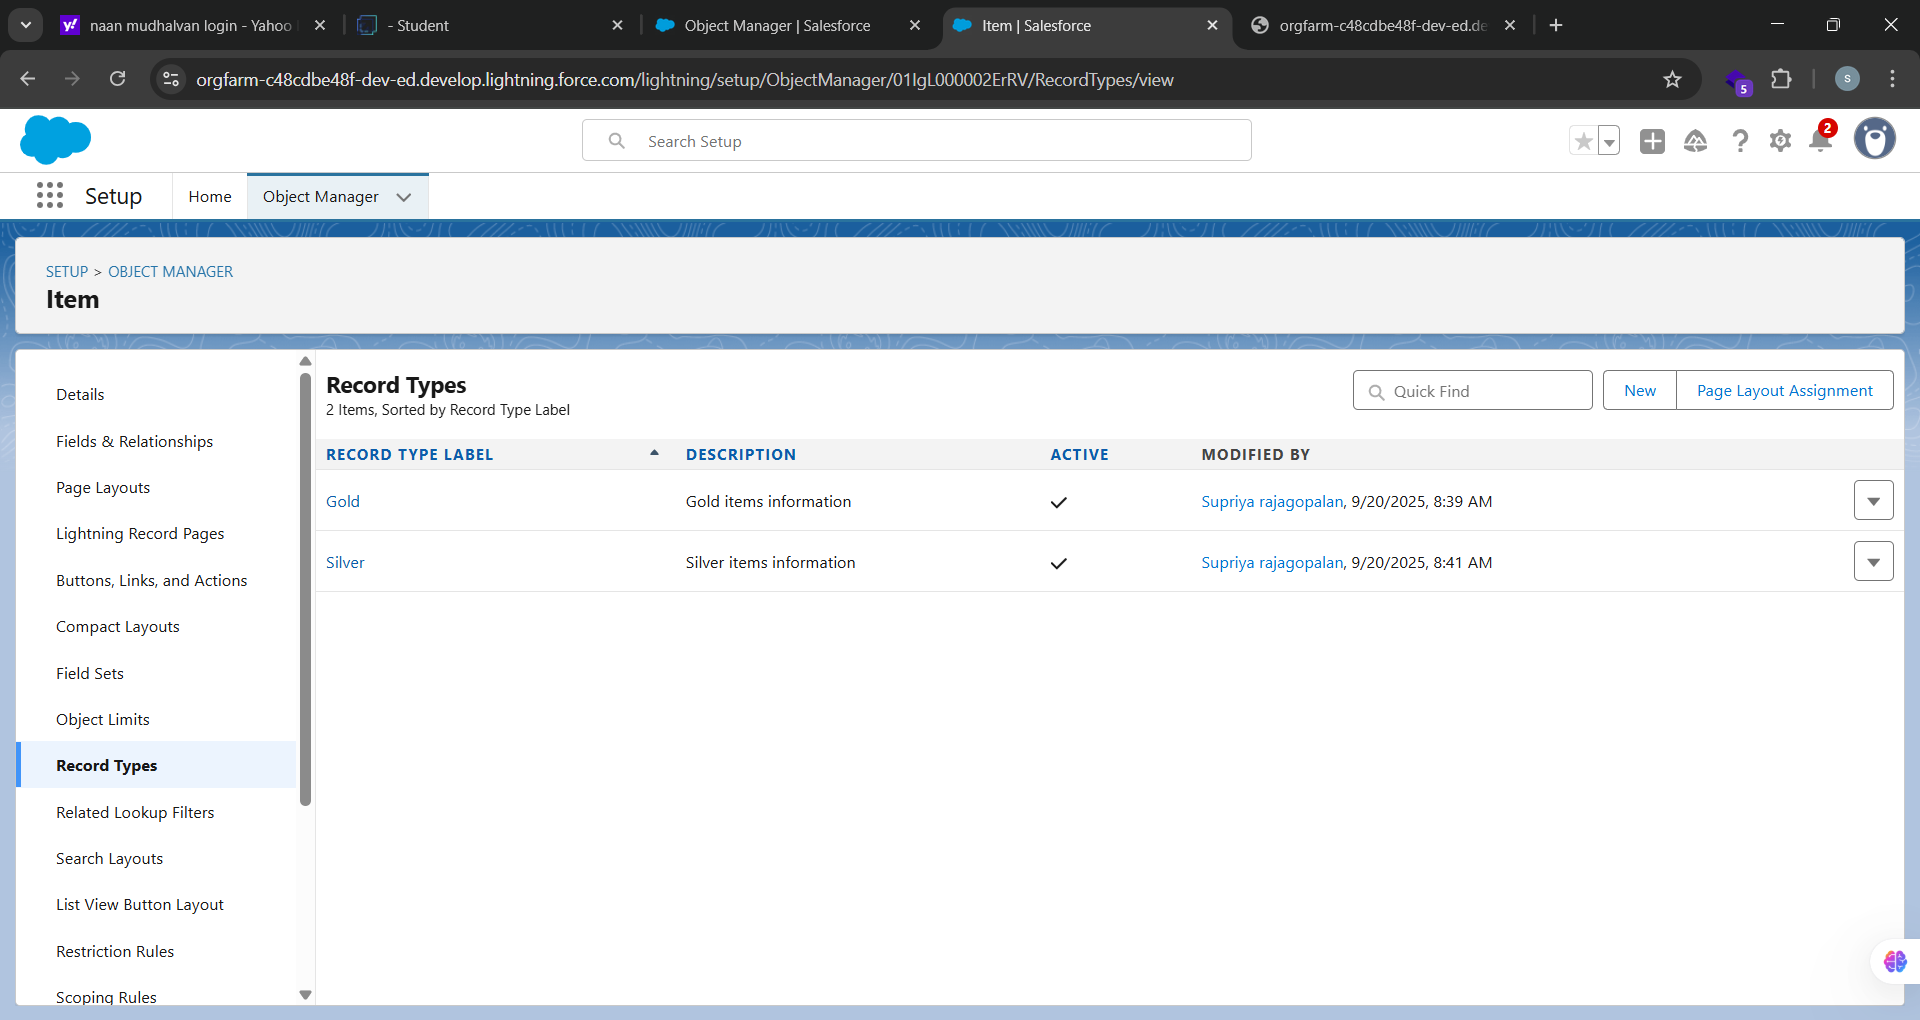 naan mudhalvan login - Yahoo
- Student
Object Manager | Salesforce
Item | Salesforce
orgfarm-c48cdbe48f-dev-ed.de
orgfarm-c48cdbe48f-dev-ed.develop.lightning.force.com/lightning/setup/ObjectManager/01IgL000002ErRV/RecordTypes/view
5
s
Search Setup
2
Setup
Home
Object Manager
SETUP > OBJECT MANAGER
Item
Details
Fields & Relationships
Page Layouts
Lightning Record Pages
Buttons, Links, and Actions
Compact Layouts
Field Sets
Object Limits
Record Types
Related Lookup Filters
Search Layouts
List View Button Layout
Restriction Rules
Scoping Rules
Record Types
2 Items, Sorted by Record Type Label
Quick Find
New
Page Layout Assignment
RECORD TYPE LABEL DESCRIPTION ACTIVE MODIFIED BY
Gold Gold items information Supriya rajagopalan, 9/20/2025, 8:39 AM
Silver Silver items information Supriya rajagopalan, 9/20/2025, 8:41 AM